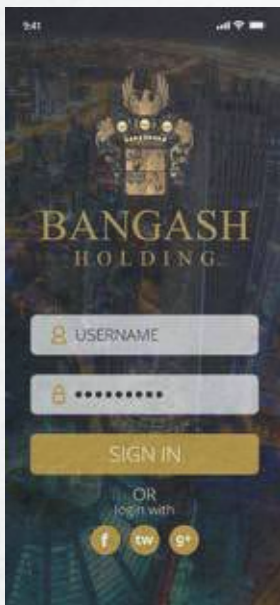 9:41
BANGASH
HOLDING
USERNAME
•••••••••
SIGN IN
OR
login with
f tw g+